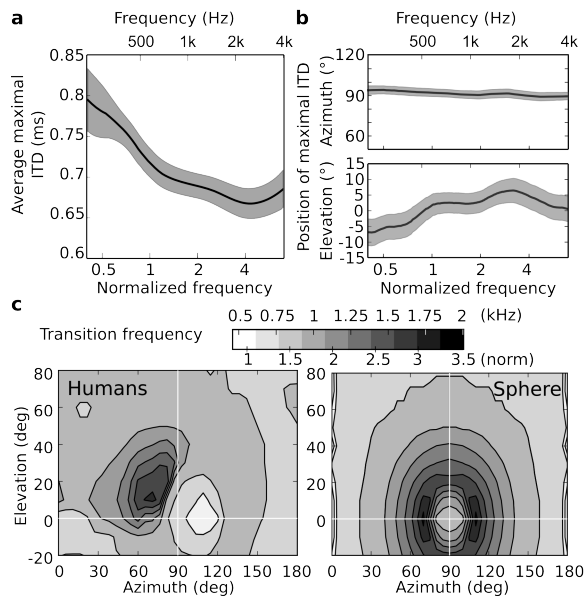 a
Frequency (Hz)
500 1k 2k 4k
0.85
0.8
0.75
0.7
0.65
0.6
Average maximal
ITD (ms)
0.5 1 2 4
Normalized frequency
b
Frequency (Hz)
500 1k 2k 4k
120
90
60
15
10
5
0
-5
-10
-15
Position of maximal ITD
Elevation (°) Azimuth (°)
0.5 1 2 4
Normalized frequency
c
Transition frequency
0.5 0.75 1 1.25 1.5 1.75 2 (kHz)
1 1.5 2 2.5 3 3.5 (norm)
Humans
80
60
40
20
0
-20
Elevation (deg)
0 30 60 90 120 150 180
Azimuth (deg)
Sphere
80
60
40
20
0
-20
0 30 60 90 120 150 180
Azimuth (deg)